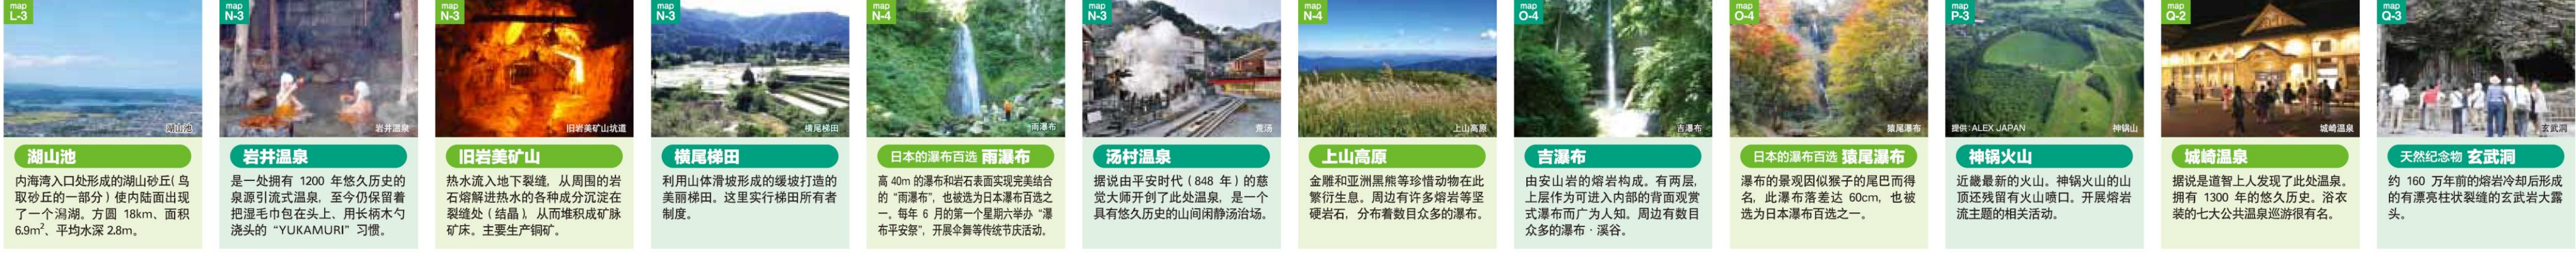 map
L-3
湖山池
湖山池
内海湾入口处形成的湖山砂丘（鸟
取砂丘的一部分）使内陆面出现
了一个潟湖。方圆 18km、面积
6.9m²、平均水深 2.8m。
map
N-3
岩井温泉
岩井温泉
是一处拥有 1200 年悠久历史的
泉源引流式温泉，至今仍保留着
把湿毛巾包在头上、用长柄木勺
浇头的“YUKAMURI”习惯。
map
N-3
旧岩美矿山坑道
旧岩美矿山
热水流入地下裂缝，从周围的岩
石熔解进热水的各种成分沉淀在
裂缝处（结晶），从而堆积成矿脉
矿床。主要生产铜矿。
map
N-3
横尾梯田
横尾梯田
利用山体滑坡形成的缓坡打造的
美丽梯田。这里实行梯田所有者
制度。
map
N-4
雨瀑布
日本的瀑布百选 雨瀑布
高 40m 的瀑布和岩石表面实现完美结合
的“雨瀑布”，也被选为日本瀑布百选之
一。每年 6 月的第一个星期六举办“瀑
布平安祭”，开展伞舞等传统节庆活动。
map
N-3
荒汤
汤村温泉
据说由平安时代（848 年）的慈
觉大师开创了此处温泉，是一个
具有悠久历史的山间闲静汤治场。
map
N-4
上山高原
上山高原
金雕和亚洲黑熊等珍惜动物在此
繁衍生息。周边有许多熔岩等坚
硬岩石，分布着数目众多的瀑布。
map
O-4
吉瀑布
吉瀑布
由安山岩的熔岩构成。有两层，
上层作为可进入内部的背面观赏
式瀑布而广为人知。周边有数目
众多的瀑布·溪谷。
map
O-4
猿尾瀑布
日本的瀑布百选 猿尾瀑布
瀑布的景观因似猴子的尾巴而得
名，此瀑布落差达 60cm，也被
选为日本瀑布百选之一。
map
P-3
提供：ALEX JAPAN
神锅山
神锅火山
近畿最新的火山。神锅火山的山
顶还残留有火山喷口。开展熔岩
流主题的相关活动。
map
Q-2
城崎温泉
城崎温泉
据说是道智上人发现了此处温泉。
拥有 1300 年的悠久历史。浴衣
装的七大公共温泉巡游很有名。
map
Q-3
玄武洞
天然纪念物 玄武洞
约 160 万年前的熔岩冷却后形成
的有漂亮柱状裂缝的玄武岩大露
头。